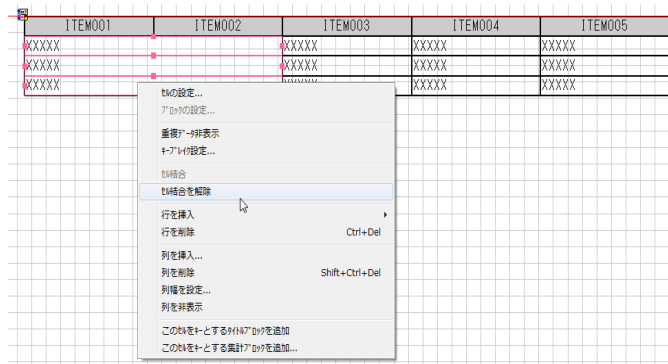 ITEM001 ITEM002 ITEM003 ITEM004 ITEM005
XXXXX XXXXX XXXXX XXXXX
XXXXX XXXXX XXXXX XXXXX
XXXXX XXXXX XXXXX XXXXX
ｾﾙの設定...
ﾌﾞﾛｯｸの設定...
重複ﾃﾞｰﾀ非表示
ｷｰﾌﾞﾚｲｸ設定...
ｾﾙ結合
ｾﾙ結合を解除
行を挿入
行を削除 Ctrl+Del
列を挿入...
列を削除 Shift+Ctrl+Del
列幅を設定...
列を非表示
このｾﾙをｷｰとするﾀｲﾄﾙﾌﾞﾛｯｸを追加
このｾﾙをｷｰとする集計ﾌﾞﾛｯｸを追加...